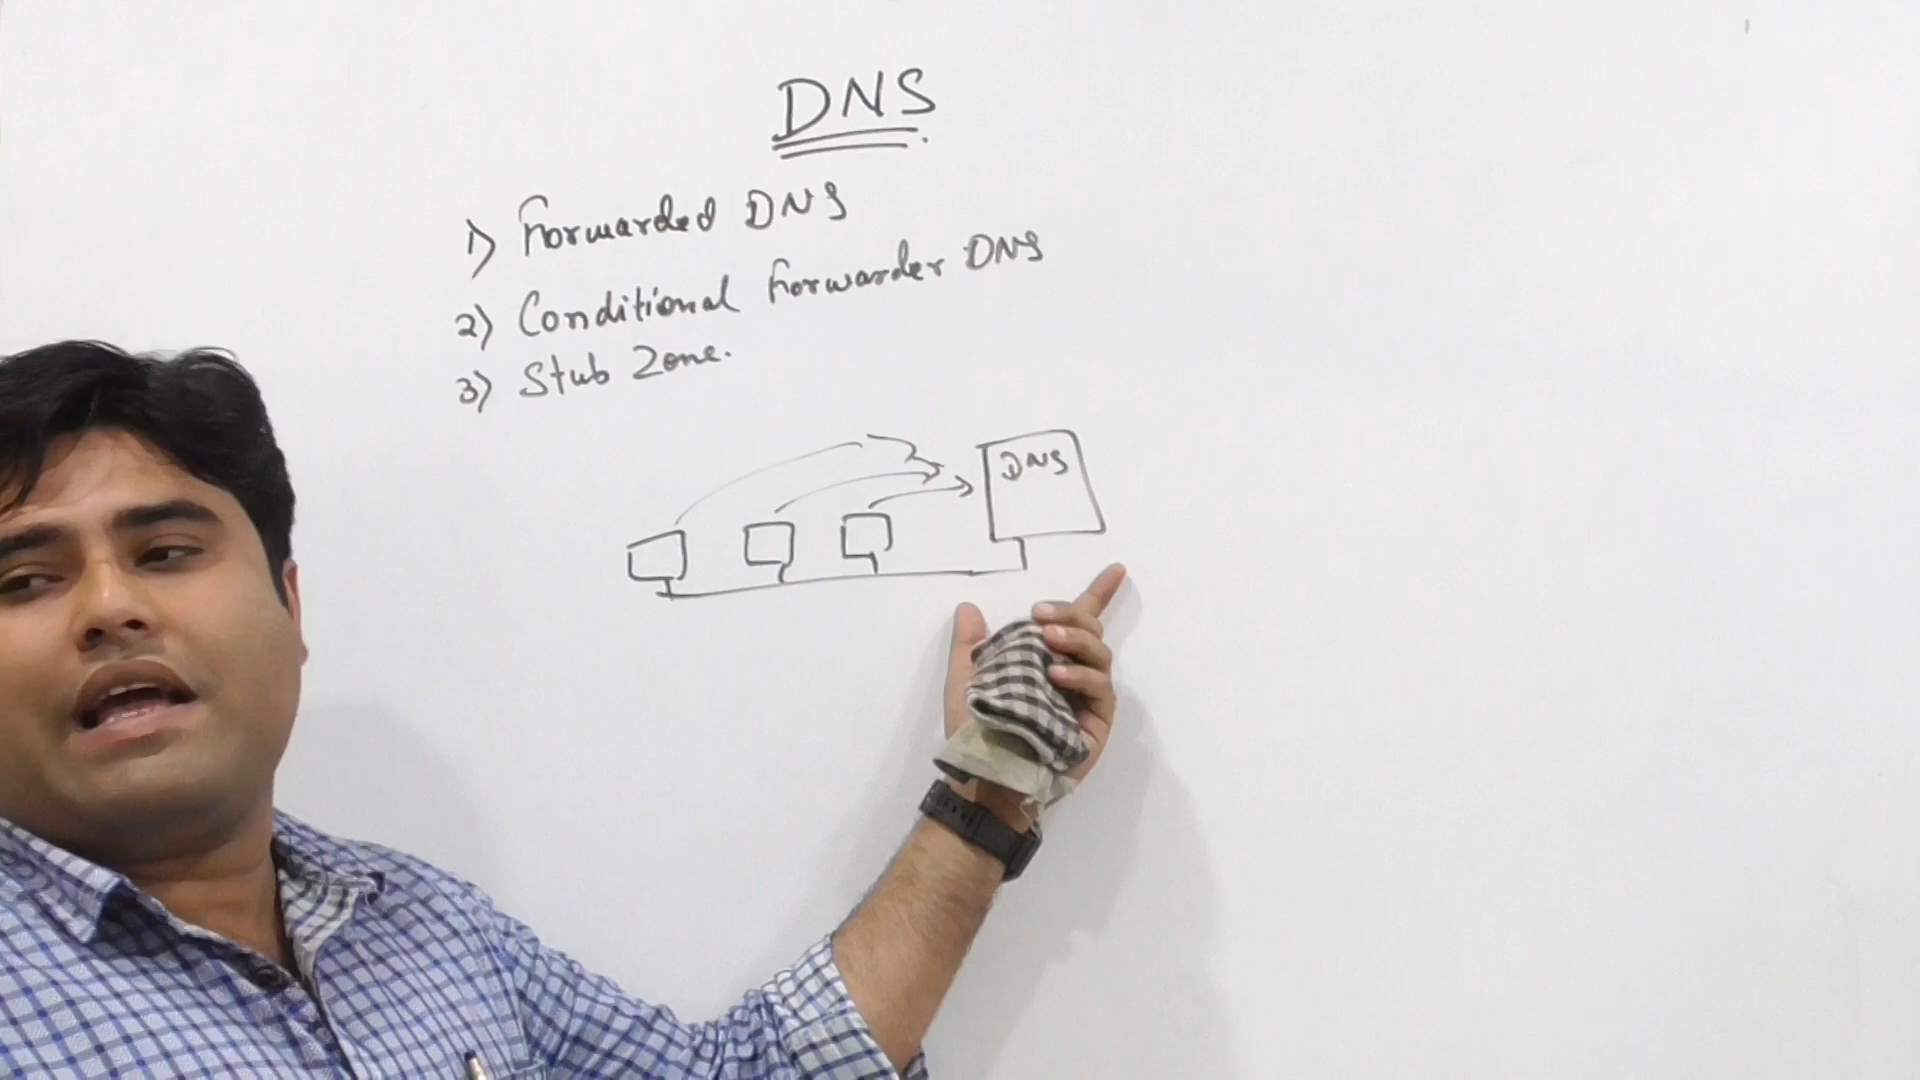 DNS
1) Forwarded DNS
2) Conditional Forwarder DNS
3) Stub Zone.
DNS